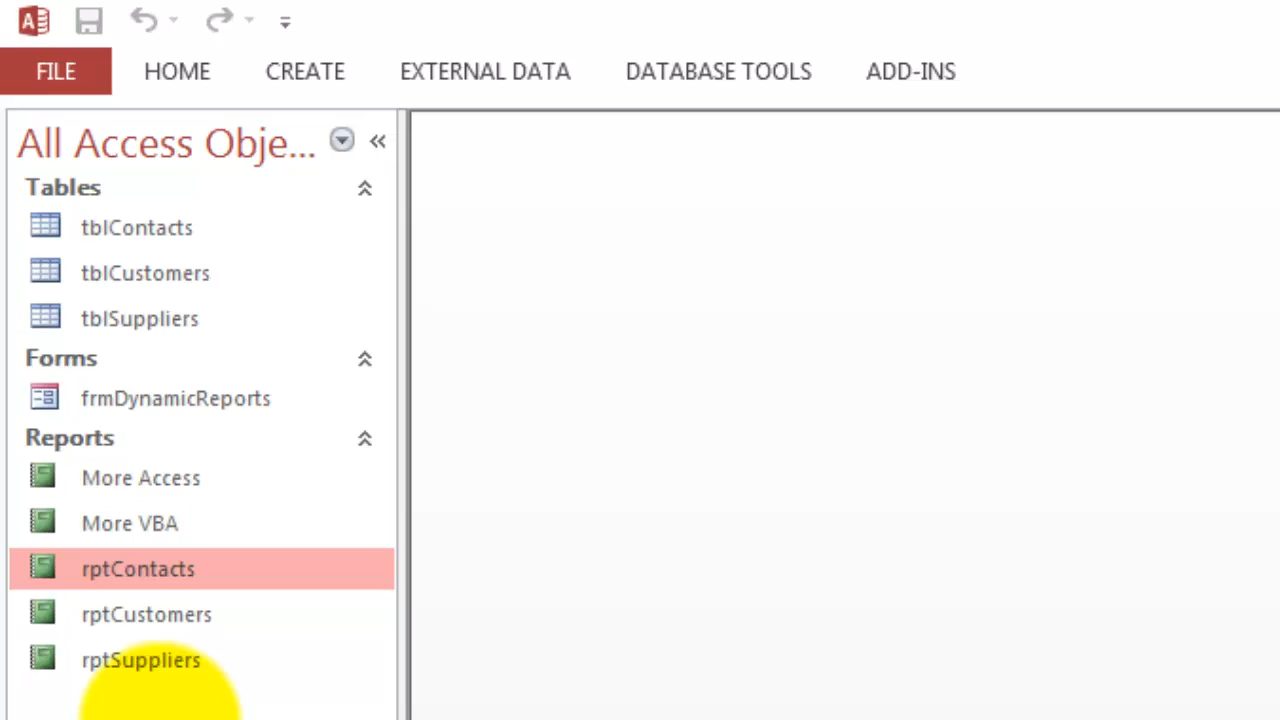 FILE HOME CREATE EXTERNAL DATA DATABASE TOOLS ADD-INS
All Access Obje...
Tables
tblContacts
tblCustomers
tblSuppliers
Forms
frmDynamicReports
Reports
More Access
More VBA
rptContacts
rptCustomers
rptSuppliers